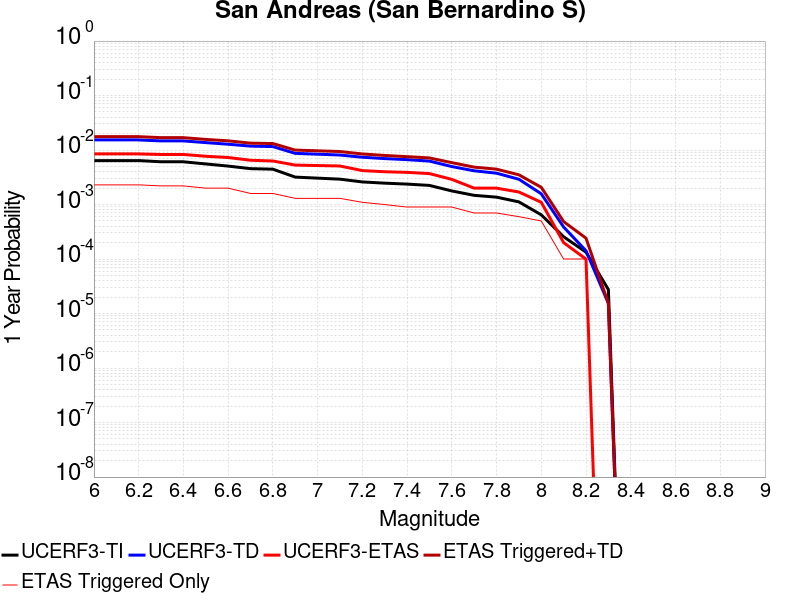 San Andreas (San Bernardino S)
10^0
10^-1
10^-2
10^-3
10^-4
10^-5
10^-6
10^-7
10^-8
1 Year Probability
6 6.2 6.4 6.6 6.8 7 7.2 7.4 7.6 7.8 8 8.2 8.4 8.6 8.8 9
Magnitude
UCERF3-TI UCERF3-TD UCERF3-ETAS ETAS Triggered+TD
ETAS Triggered Only